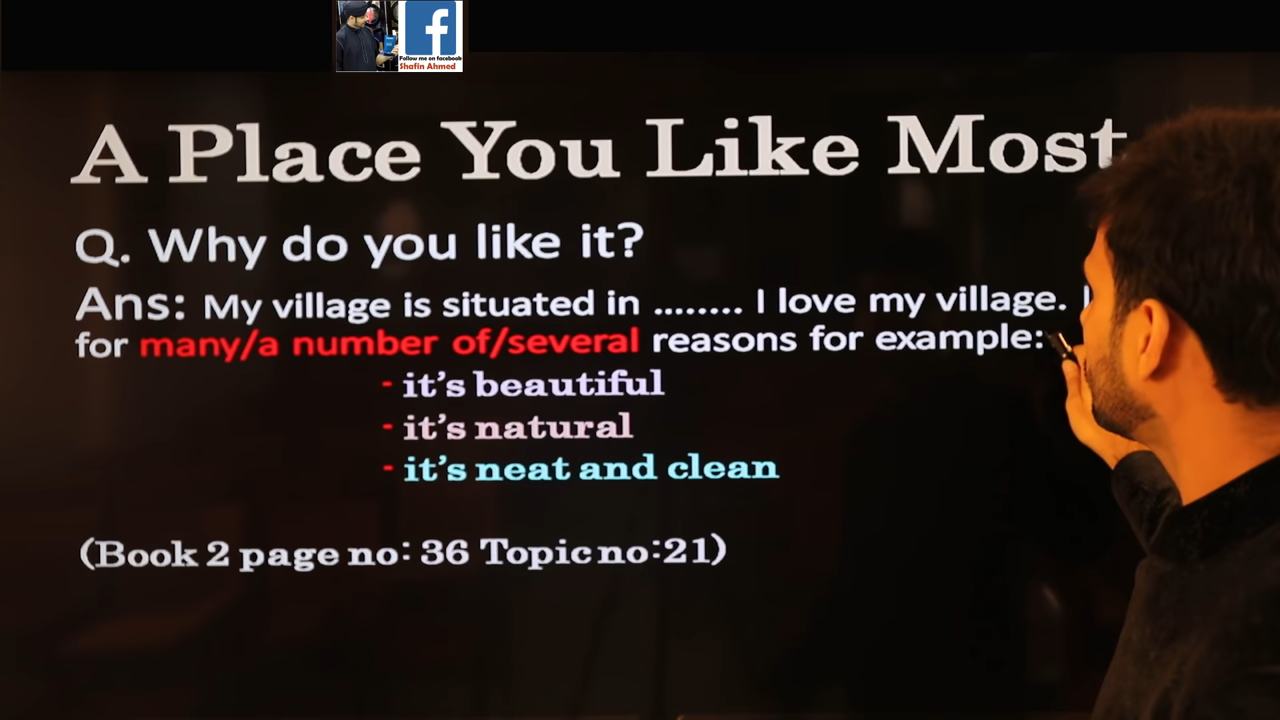 Follow me on facebook
Shafin Ahmed
A Place You Like Most
Q. Why do you like it?
Ans: My village is situated in ........ I love my village.
for many/a number of/several reasons for example:
- it's beautiful
- it's natural
- it's neat and clean
(Book 2 page no: 36 Topic no:21)